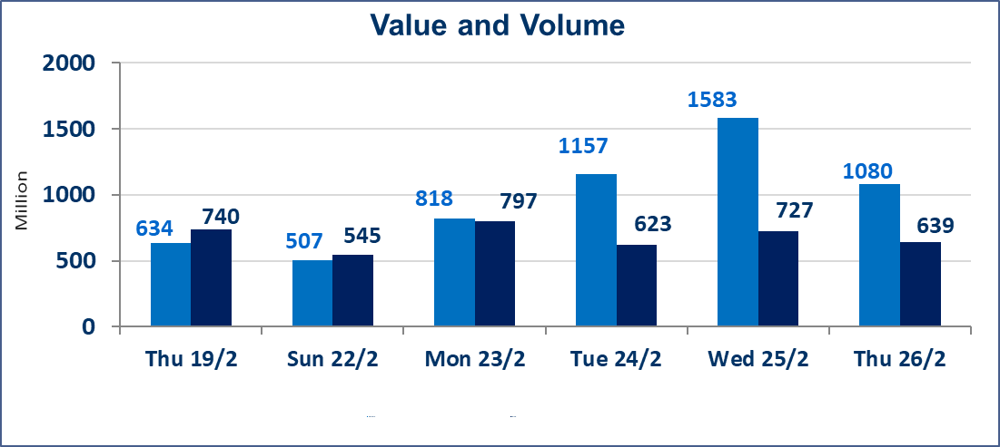 Value and Volume
Million
2000
1500
1000
500
0
634
740
507
545
818
797
1157
623
1583
727
1080
639
Thu 19/2
Sun 22/2
Mon 23/2
Tue 24/2
Wed 25/2
Thu 26/2